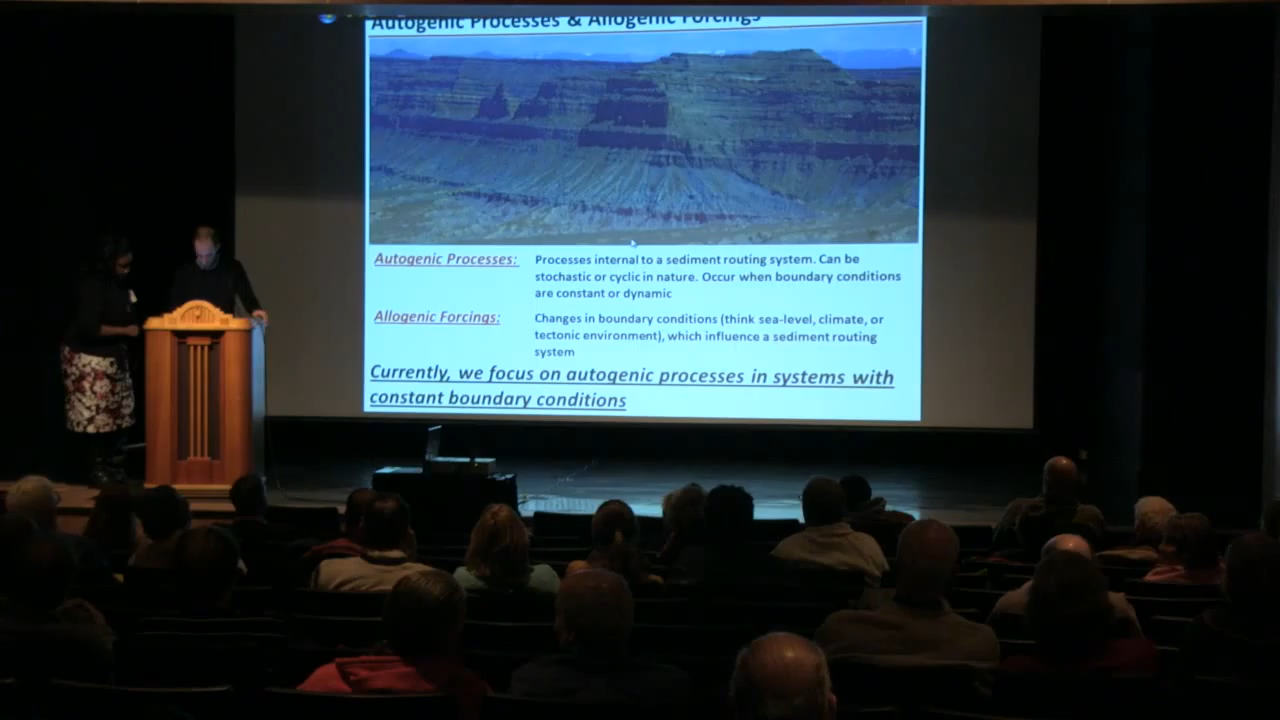 Autogenic Processes & Allogenic Forcings
Autogenic Processes: Processes internal to a sediment routing system. Can be
stochastic or cyclic in nature. Occur when boundary conditions
are constant or dynamic
Allogenic Forcings: Changes in boundary conditions (think sea-level, climate, or
tectonic environment), which influence a sediment routing
system
Currently, we focus on autogenic processes in systems with
constant boundary conditions